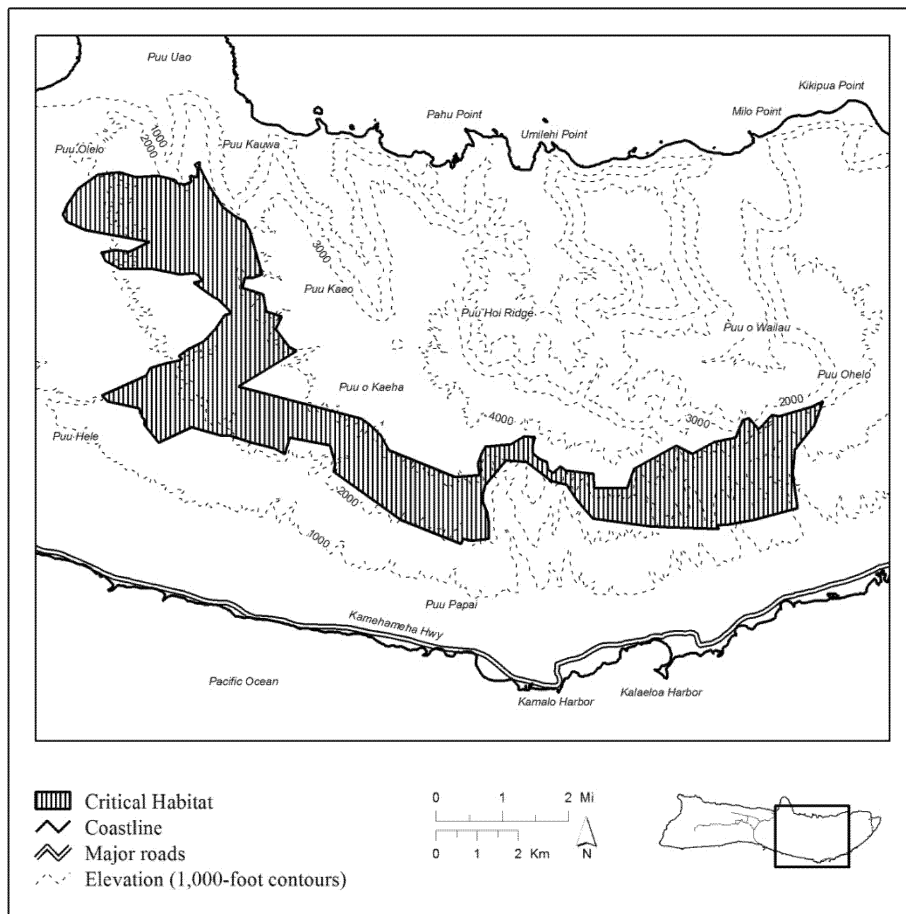 Puu Uao
Kikipua Point
Pahu Point
Milo Point
Umilehi Point
1000
2000
Puu Kauwa
Puu Olelo
3000
Puu Kaeo
Puu Hoi Ridge
Puu o Wailau
Puu Ohelo
Puu o Kaeha
2000
4000
3000
Puu Hele
2000
1000
Puu Papai
Kamehameha Hwy
Pacific Ocean
Kamalo Harbor
Kalaeloa Harbor
Critical Habitat
Coastline
Major roads
Elevation (1,000-foot contours)
0 1 2 Mi
0 1 2 Km
N